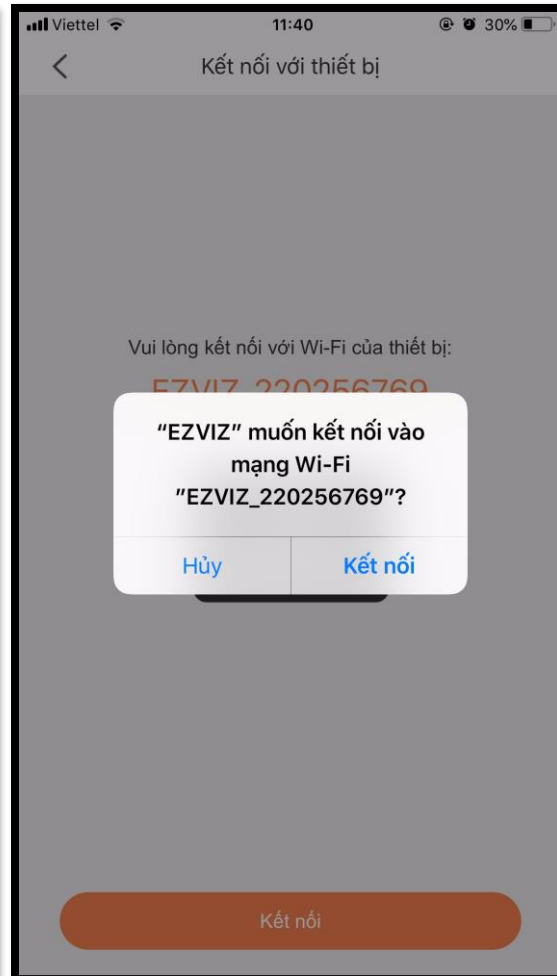 Viettel 11:40 30%
Kết nối với thiết bị
Vui lòng kết nối với Wi-Fi của thiết bị:
EZVIZ_220256769
"EZVIZ" muốn kết nối vào
mạng Wi-Fi
"EZVIZ_220256769"?
Hủy Kết nối
Kết nối